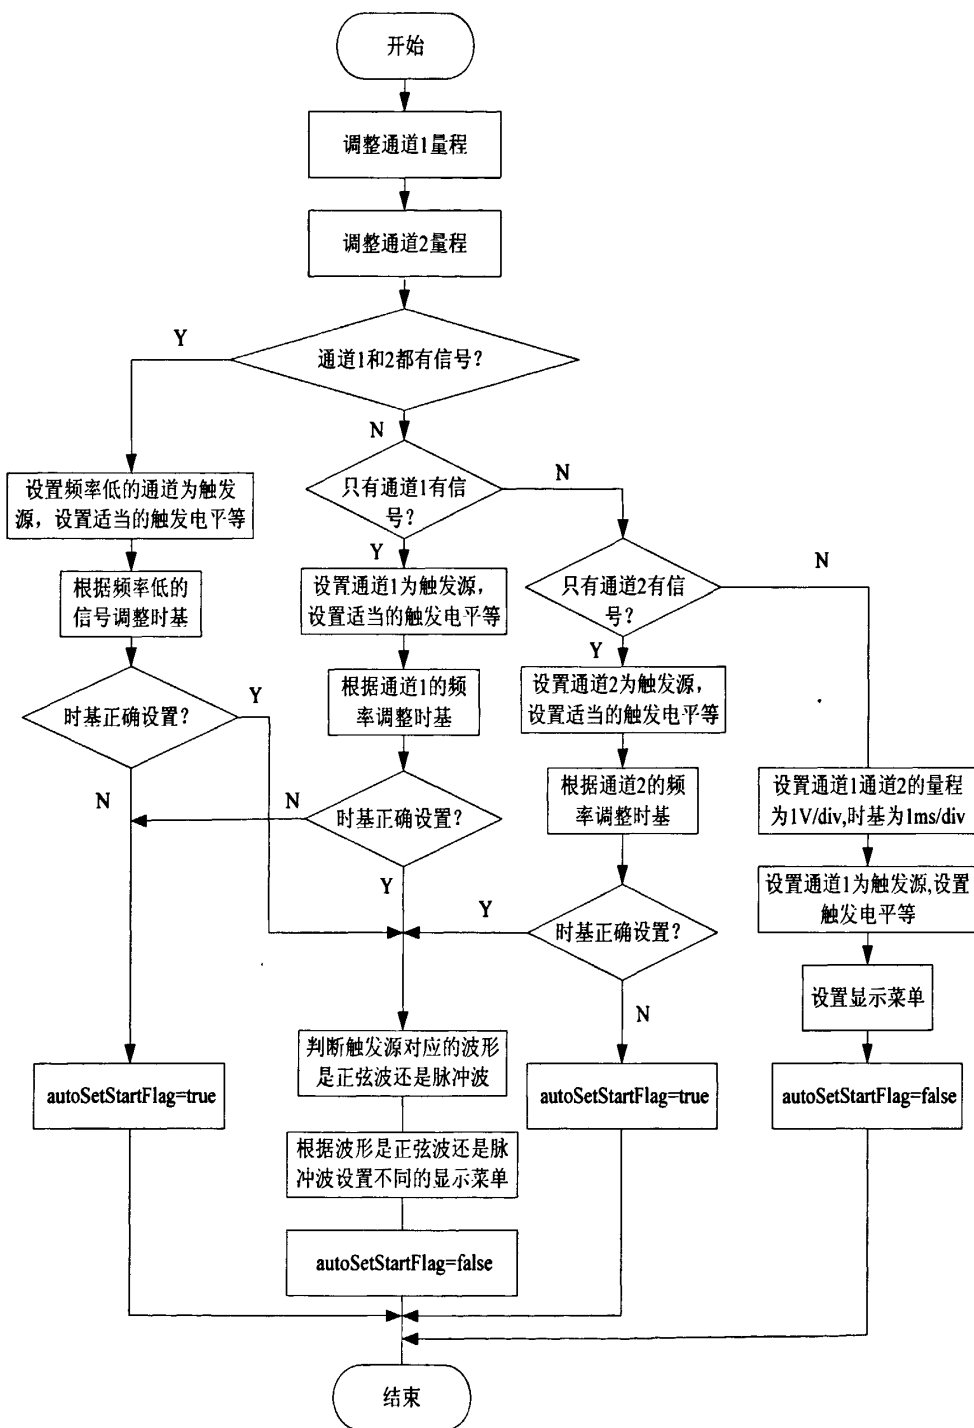 开始
调整通道1量程
调整通道2量程
Y
通道1和2都有信号?
N
设置频率低的通道为触发
源，设置适当的触发电平等
只有通道1有信
号?
N
Y
根据频率低的
信号调整时基
设置通道1为触发源，
设置适当的触发电平等
只有通道2有信
号?
N
Y
时基正确设置?
Y
N
根据通道1的频
率调整时基
设置通道2为触发源，
设置适当的触发电平等
时基正确设置?
N
Y
根据通道2的频
率调整时基
设置通道1通道2的量程
为1V/div,时基为1ms/div
时基正确设置?
Y
N
设置通道1为触发源,设置
触发电平等
设置显示菜单
判断触发源对应的波形
是正弦波还是脉冲波
autoSetStartFlag=true
autoSetStartFlag=true
autoSetStartFlag=false
根据波形是正弦波还是脉
冲波设置不同的显示菜单
autoSetStartFlag=false
结束